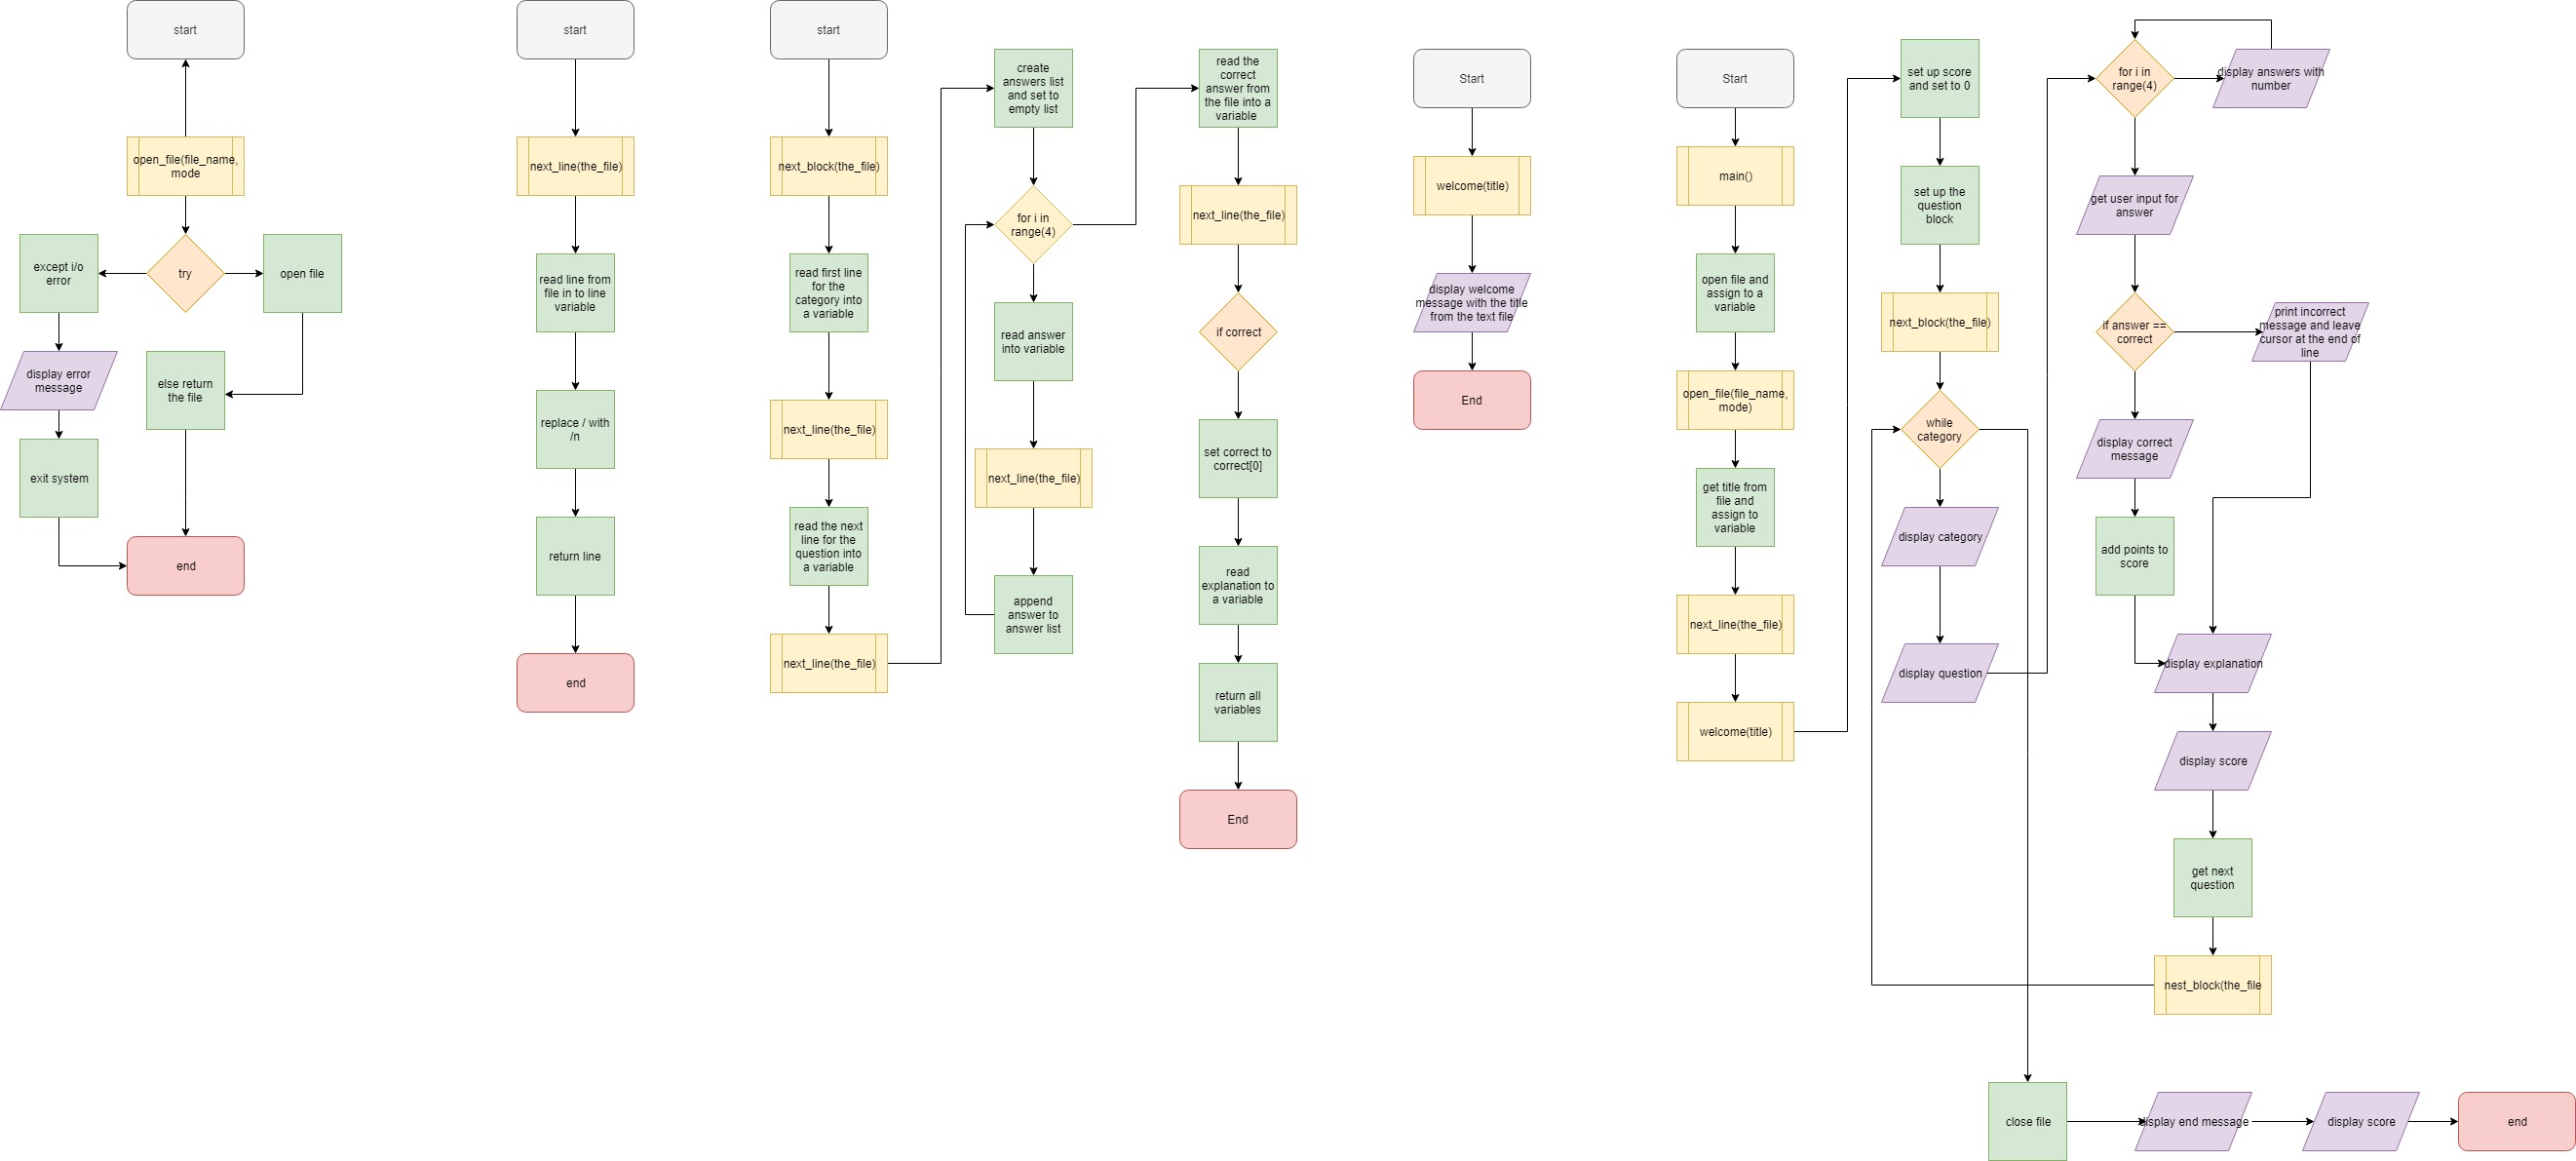 start
open_file(file_name,
mode
try
except i/o
error
open file
display error
message
else return
the file
exit system
end
start
next_line(the_file)
read line from
file in to line
variable
replace / with
/n
return line
end
start
next_block(the_file)
read first line
for the
category into
a variable
next_line(the_file)
read the next
line for the
question into
a variable
next_line(the_file)
create
answers list
and set to
empty list
for i in
range(4)
read answer
into variable
next_line(the_file)
append
answer to
answer list
read the
correct
answer from
the file into a
variable
next_line(the_file)
if correct
set correct to
correct[0]
read
explanation to
a variable
return all
variables
End
Start
welcome(title)
display welcome
message with the title
from the text file
End
Start
main()
open file and
assign to a
variable
open_file(file_name,
mode)
get title from
file and
assign to
variable
next_line(the_file)
welcome(title)
set up score
and set to 0
set up the
question
block
next_block(the_file)
while
category
display category
display question
for i in
range(4)
display answers with
number
get user input for
answer
if answer ==
correct
print incorrect
message and leave
cursor at the end of
line
display correct
message
add points to
score
display explanation
display score
get next
question
nest_block(the_file
close file
display end message
display score
end